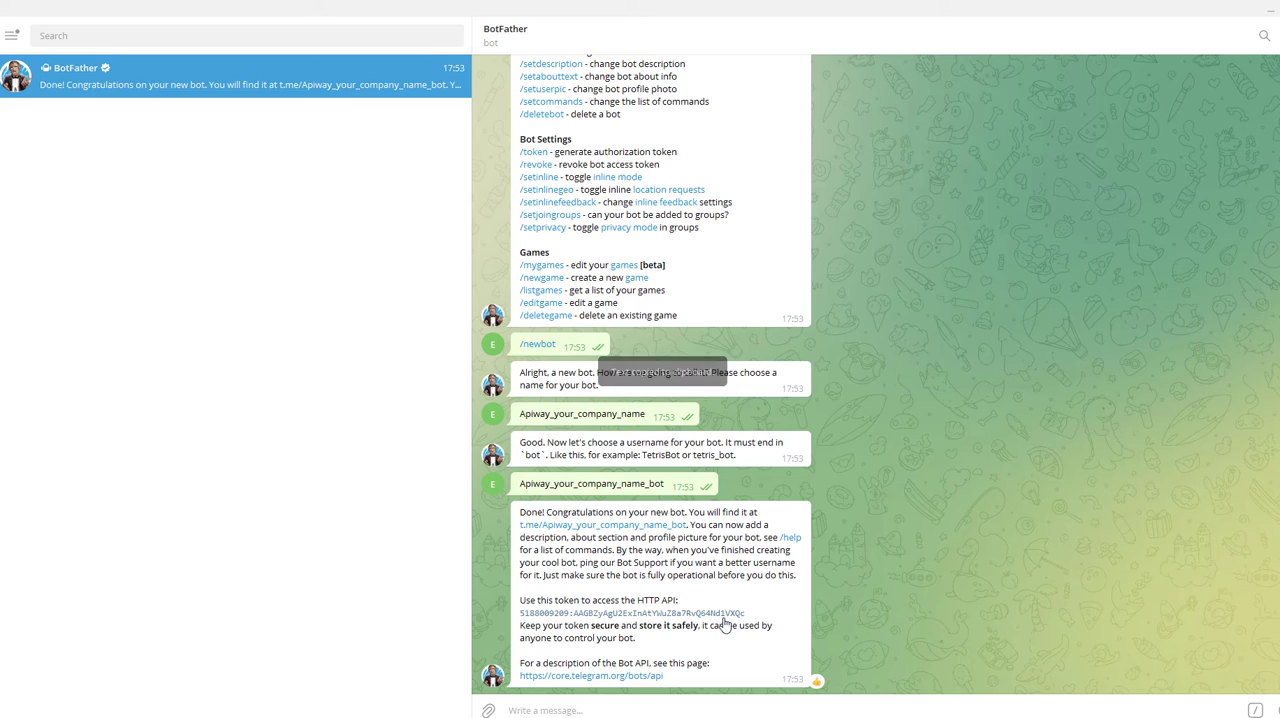 Search
BotFather
17:53
Done! Congratulations on your new bot. You will find it at t.me/Apiway_your_company_name_bot. Y...
BotFather
bot
/setdescription - change bot description
/setabouttext - change bot about info
/setuserpic - change bot profile photo
/setcommands - change the list of commands
/deletebot - delete a bot
Bot Settings
/token - generate authorization token
/revoke - revoke bot access token
/setinline - toggle inline mode
/setinlinegeo - toggle inline location requests
/setinlinefeedback - change inline feedback settings
/setjoingroups - can your bot be added to groups?
/setprivacy - toggle privacy mode in groups
Games
/mygames - edit your games [beta]
/newgame - create a new game
/listgames - get a list of your games
/editgame - edit a game
/deletegame - delete an existing game
17:53
E
/newbot
17:53
Alright, a new bot. How are we going to call it? Please choose a
name for your bot.
17:53
E
Apiway_your_company_name
17:53
Good. Now let's choose a username for your bot. It must end in
`bot`. Like this, for example: TetrisBot or tetris_bot.
17:53
E
Apiway_your_company_name_bot
17:53
Done! Congratulations on your new bot. You will find it at
t.me/Apiway_your_company_name_bot. You can now add a
description, about section and profile picture for your bot, see /help
for a list of commands. By the way, when you've finished creating
your cool bot, ping our Bot Support if you want a better username
for it. Just make sure the bot is fully operational before you do this.
Use this token to access the HTTP API:
5188009209:AAGBZyAgU2ExInAtYWuZ8a7RvQ64Nd1VXQc
Keep your token secure and store it safely, it can be used by
anyone to control your bot.
For a description of the Bot API, see this page:
https://core.telegram.org/bots/api
17:53
Write a message...